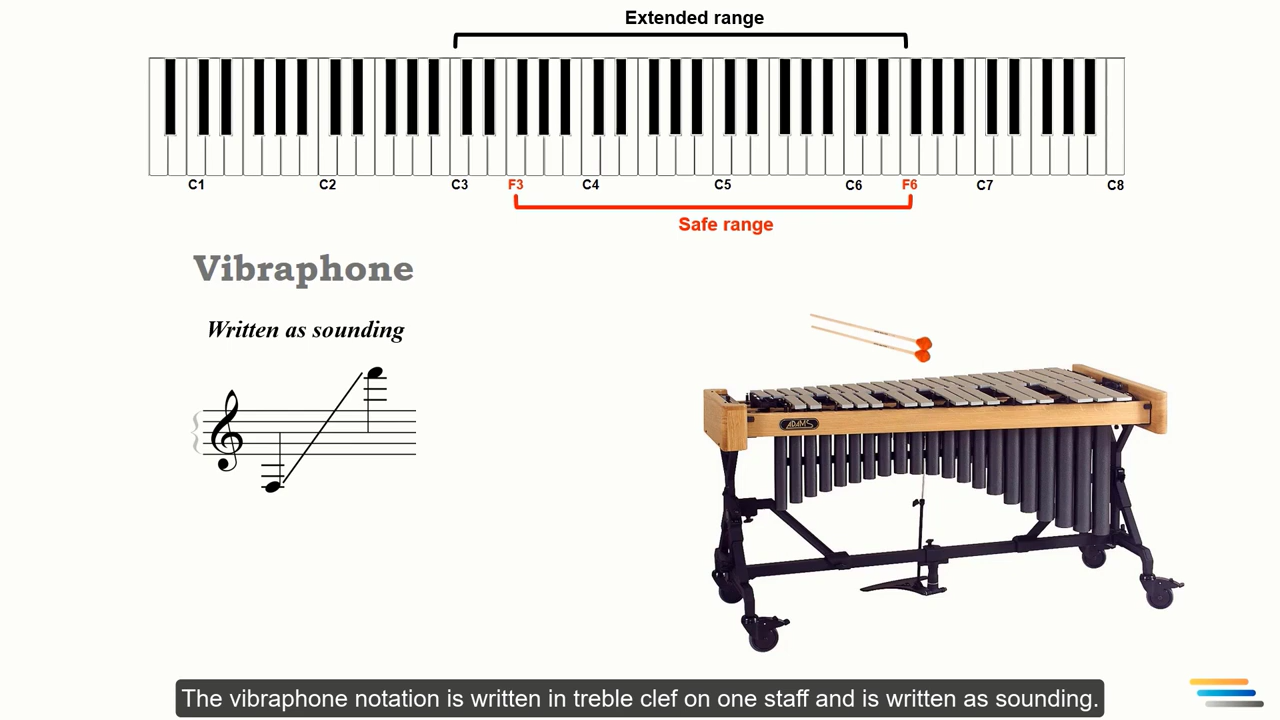 Extended range
C1 C2 C3 F3 C4 C5 C6 F6 C7 C8
Safe range
Vibraphone
Written as sounding
ADAMS
The vibraphone notation is written in treble clef on one staff and is written as sounding.